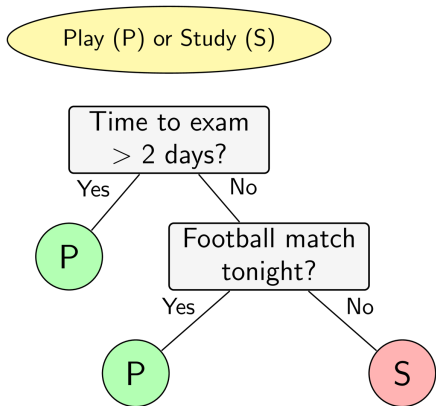 Play (P) or Study (S)
Time to exam
> 2 days?
Yes
No
P
Football match
tonight?
Yes
No
P
S